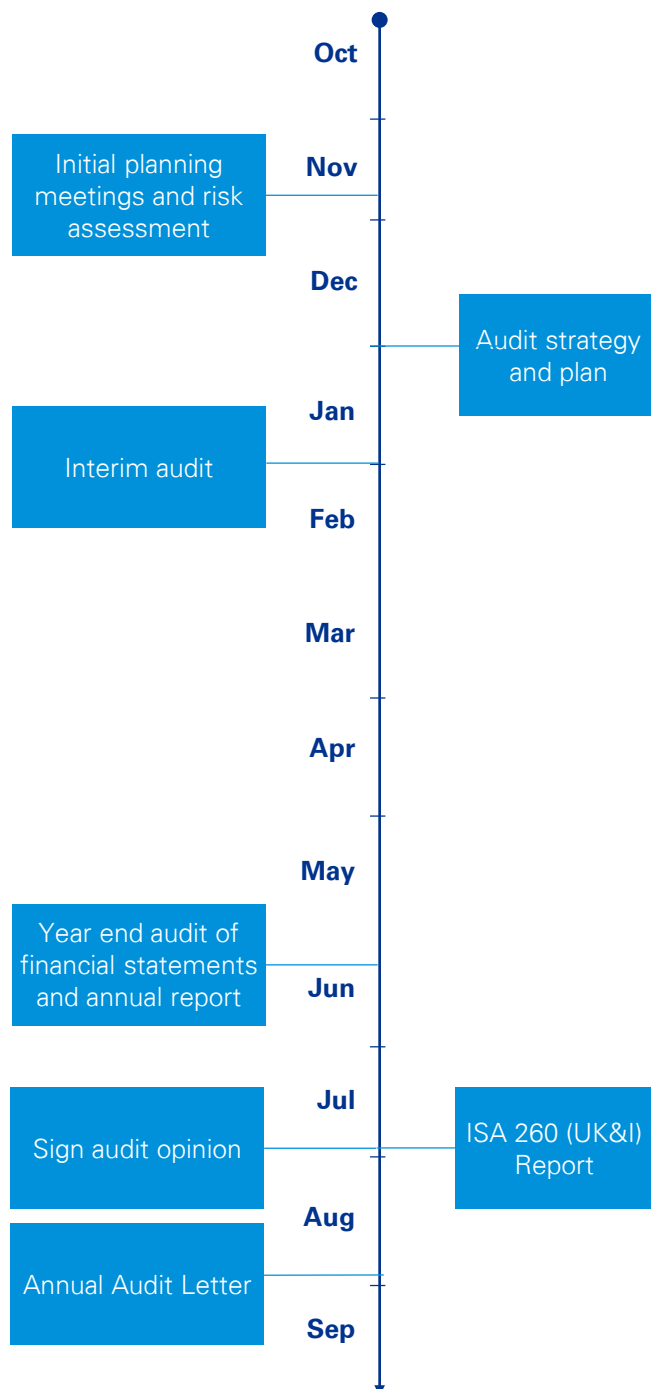 Oct
Initial planning
meetings and risk
assessment
Nov
Dec
Audit strategy
and plan
Jan
Interim audit
Feb
Mar
Apr
May
Year end audit of
financial statements
and annual report
Jun
Jul
Sign audit opinion
ISA 260 (UK&I)
Report
Aug
Annual Audit Letter
Sep